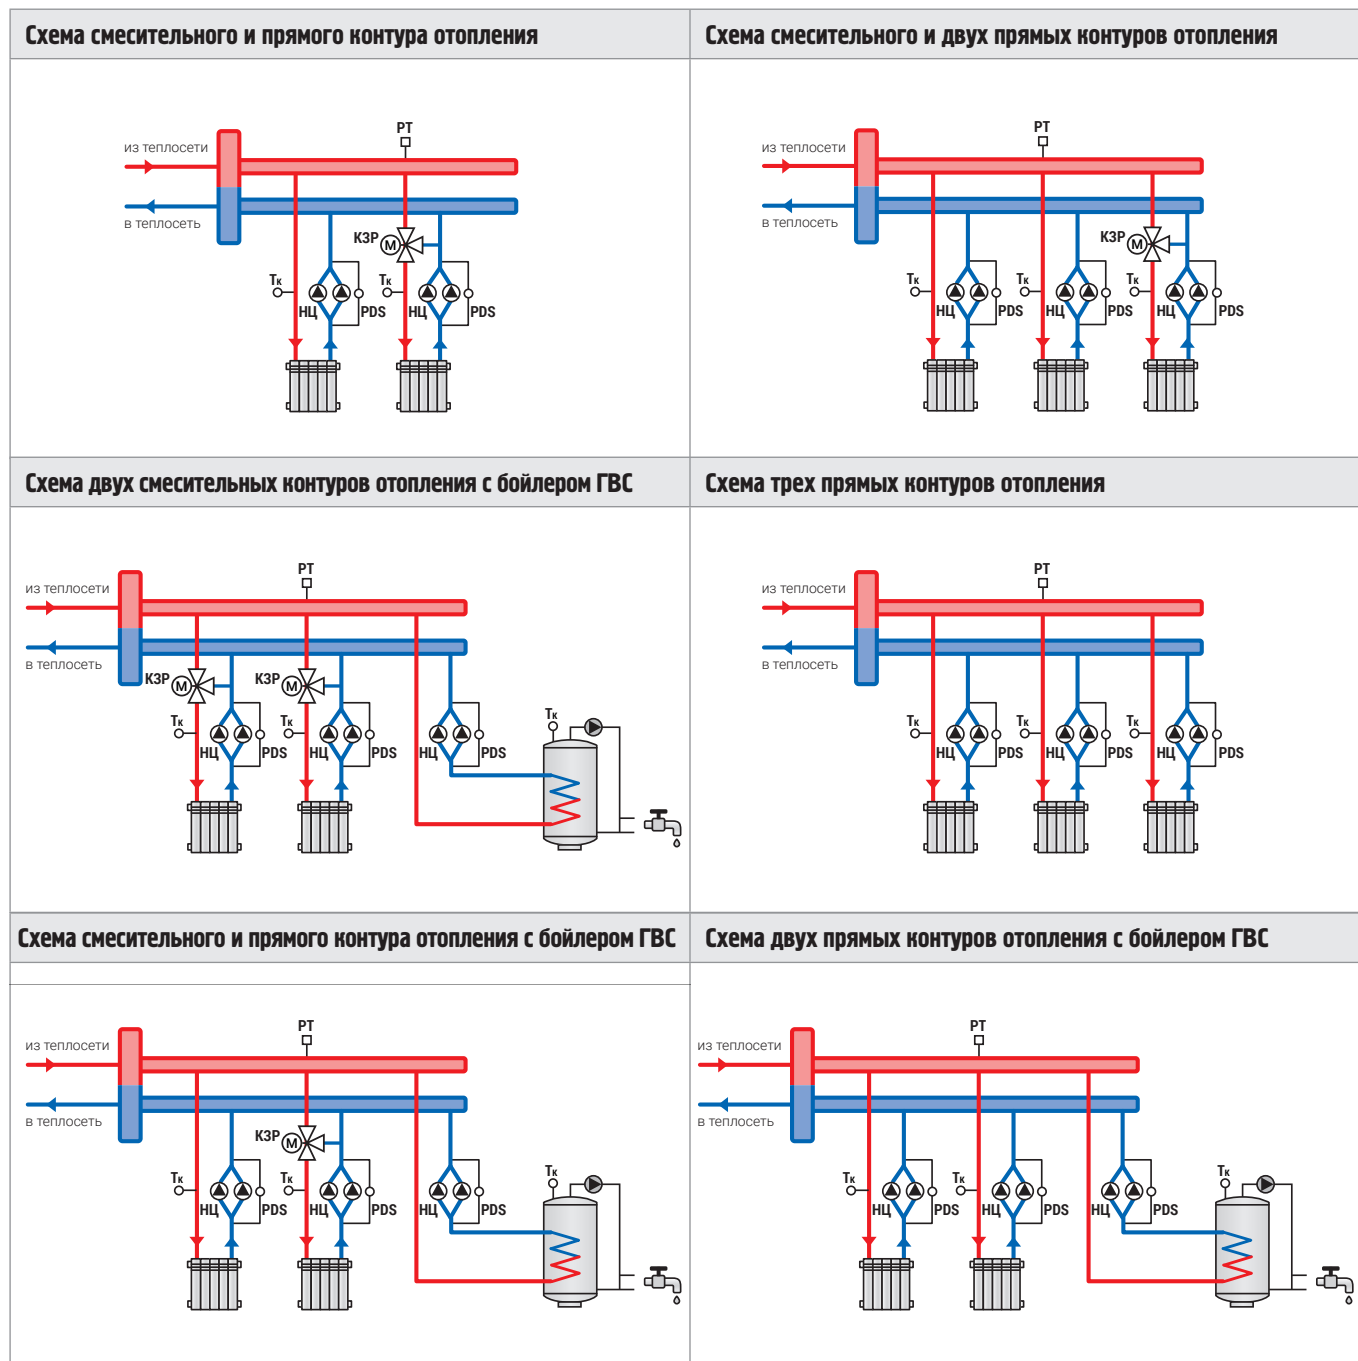 Схема смесительного и прямого контура отопления
РТ
из теплосети
в теплосеть
КЗР
М
Тк
Тк
НЦ
PDS
НЦ
PDS
Схема смесительного и двух прямых контуров отопления
РТ
из теплосети
в теплосеть
КЗР
М
Тк
Тк
Тк
НЦ
PDS
НЦ
PDS
НЦ
PDS
Схема двух смесительных контуров отопления с бойлером ГВС
РТ
из теплосети
в теплосеть
КЗР
М
КЗР
М
Тк
Тк
Тк
НЦ
PDS
НЦ
PDS
НЦ
PDS
Схема трех прямых контуров отопления
РТ
из теплосети
в теплосеть
Тк
Тк
Тк
НЦ
PDS
НЦ
PDS
НЦ
PDS
Схема смесительного и прямого контура отопления с бойлером ГВС
РТ
из теплосети
в теплосеть
КЗР
М
Тк
Тк
Тк
НЦ
PDS
НЦ
PDS
НЦ
PDS
Схема двух прямых контуров отопления с бойлером ГВС
РТ
из теплосети
в теплосеть
Тк
Тк
Тк
НЦ
PDS
НЦ
PDS
НЦ
PDS